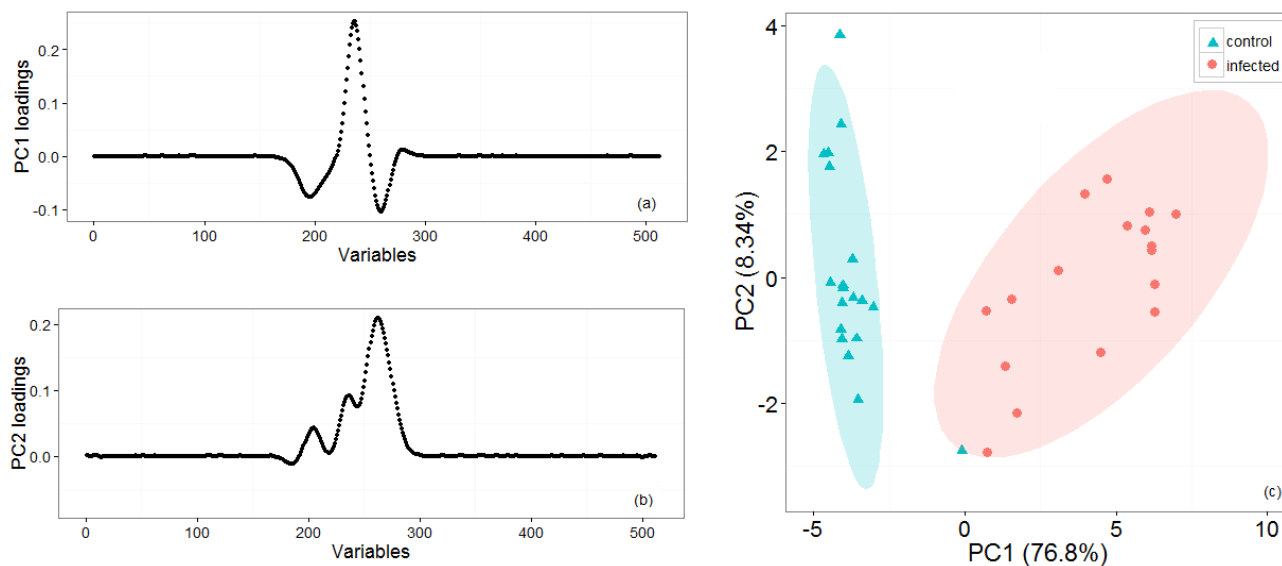 PC1 loadings
0.2
0.1
0.0
-0.1
(a)
0 100 200 300 400 500
Variables
PC2 loadings
0.2
0.1
0.0
(b)
0 100 200 300 400 500
Variables
control
infected
PC2 (8.34%)
4
2
0
-2
(c)
-5 0 5 10
PC1 (76.8%)